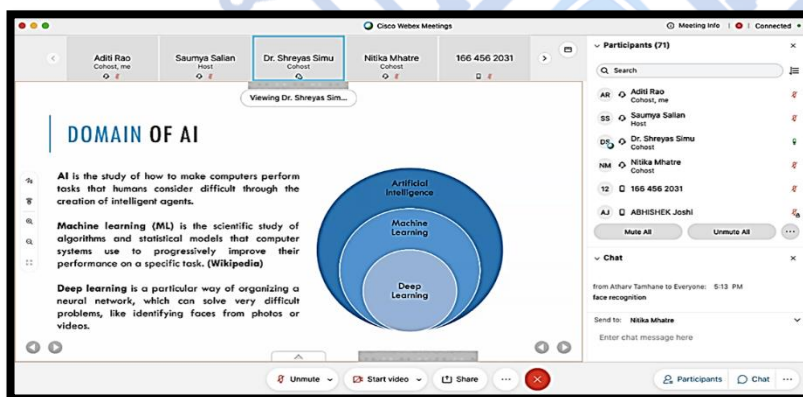 Cisco Webex Meetings
Meeting Info
Connected
Aditi Rao
Cohost, me
Saumya Salian
Host
Dr. Shreyas Simu
Cohost
Nitika Mhatre
Cohost
166 456 2031
Viewing Dr. Shreyas Sim...
DOMAIN OF AI
AI is the study of how to make computers perform
tasks that humans consider difficult through the
creation of intelligent agents.
Machine learning (ML) is the scientific study of
algorithms and statistical models that computer
systems use to progressively improve their
performance on a specific task. (Wikipedia)
Deep learning is a particular way of organizing a
neural network, which can solve very difficult
problems, like identifying faces from photos or
videos.
Artificial
Intelligence
Machine
Learning
Deep
Learning
Participants (71)
Search
AR Aditi Rao
Cohost, me
SS Saumya Salian
Host
DS Dr. Shreyas Simu
Cohost
NM Nitika Mhatre
Cohost
12 166 456 2031
AJ ABHISHEK Joshi
Mute All
Unmute All
Chat
from Atharv Tamhane to Everyone: 5:13 PM
face recognition
Send to: Nitika Mhatre
Enter chat message here
Unmute
Start video
Share
Participants
Chat